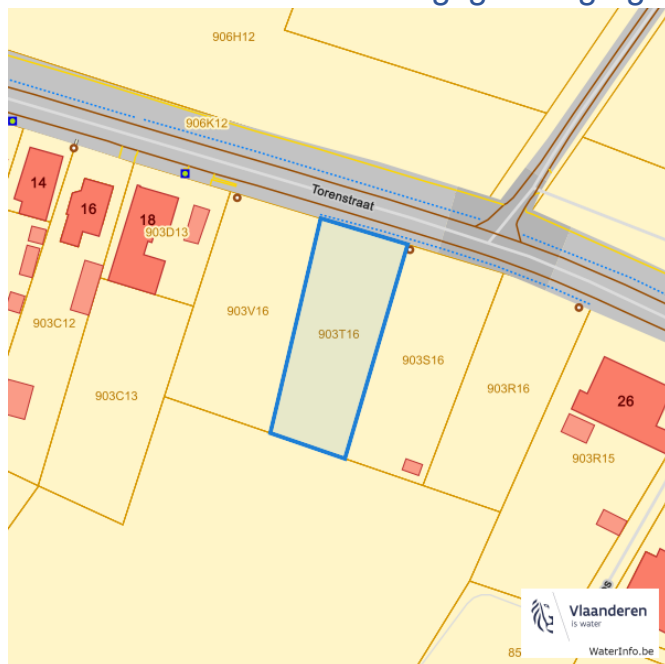 906H12
906K12
Torenstraat
14
16
18
903D13
903V16
903T16
903C12
903S16
903C13
903R16
26
903R15
Vlaanderen
is water
WaterInfo.be